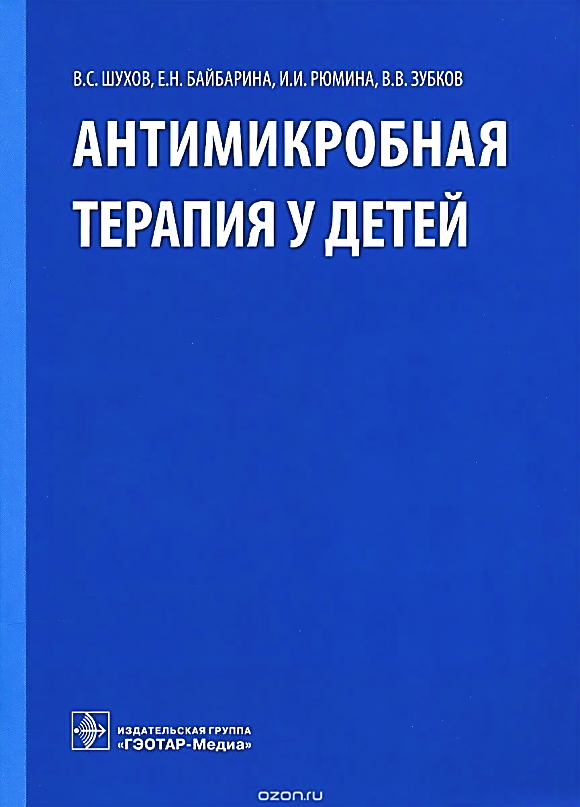 В.С. ШУХОВ, Е.Н. БАЙБАРИНА, И.И. РЮМИНА, В.В. ЗУБКОВ
АНТИМИКРОБНАЯ
ТЕРАПИЯ У ДЕТЕЙ
ИЗДАТЕЛЬСКАЯ ГРУППА
«ГЭОТАР-Медиа»
ozon.ru